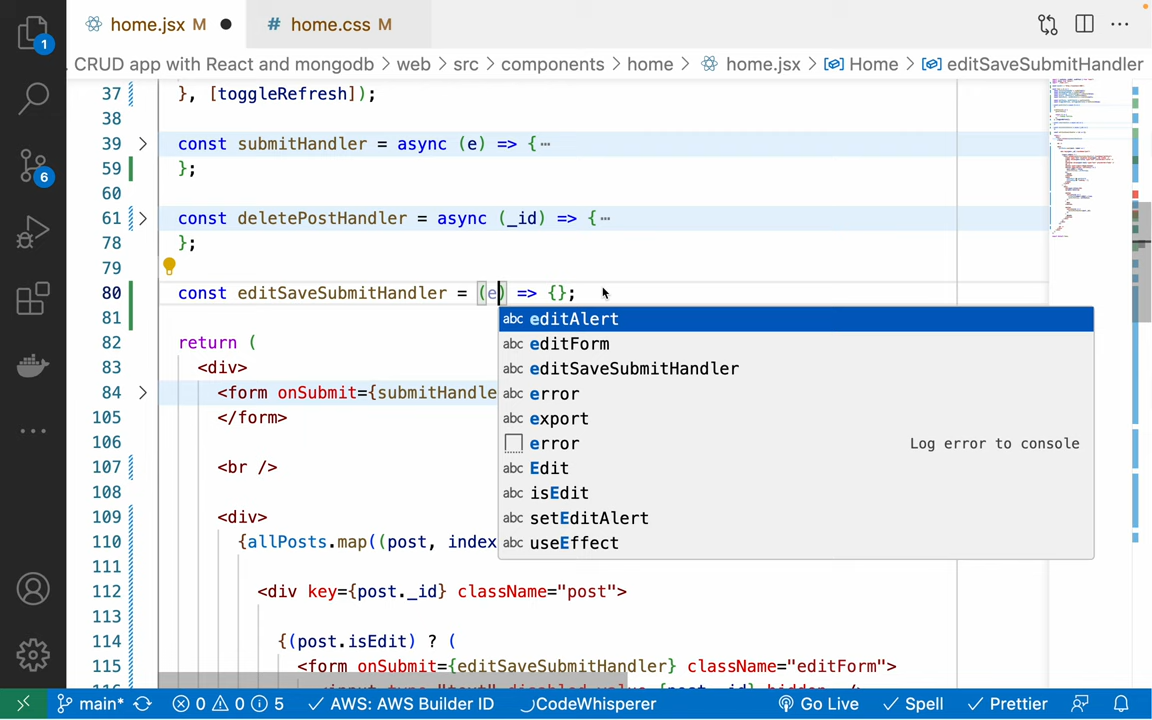 home.jsx M
# home.css M
1
. CRUD app with React and mongodb > web > src > components > home > home.jsx > Home > editSaveSubmitHandler
37 }, [toggleRefresh]);
38
39 const submitHandler = async (e) => {…
59 };
60
6
61 const deletePostHandler = async (_id) => {…
78 };
79
80 const editSaveSubmitHandler = (e) => {};
81
abc editAlert
82 return (
abc editForm
83 <div>
abc editSaveSubmitHandler
84 <form onSubmit={submitHandle
abc error
105 </form>
abc export
106
error Log error to console
107 <br />
abc Edit
108
abc isEdit
109 <div>
abc setEditAlert
110 {allPosts.map((post, index
abc useEffect
111
112 <div key={post._id} className="post">
113
114 {(post.isEdit) ? (
115 <form onSubmit={editSaveSubmitHandler} className="editForm">
main* 0 0 5 AWS: AWS Builder ID CodeWhisperer Go Live Spell Prettier